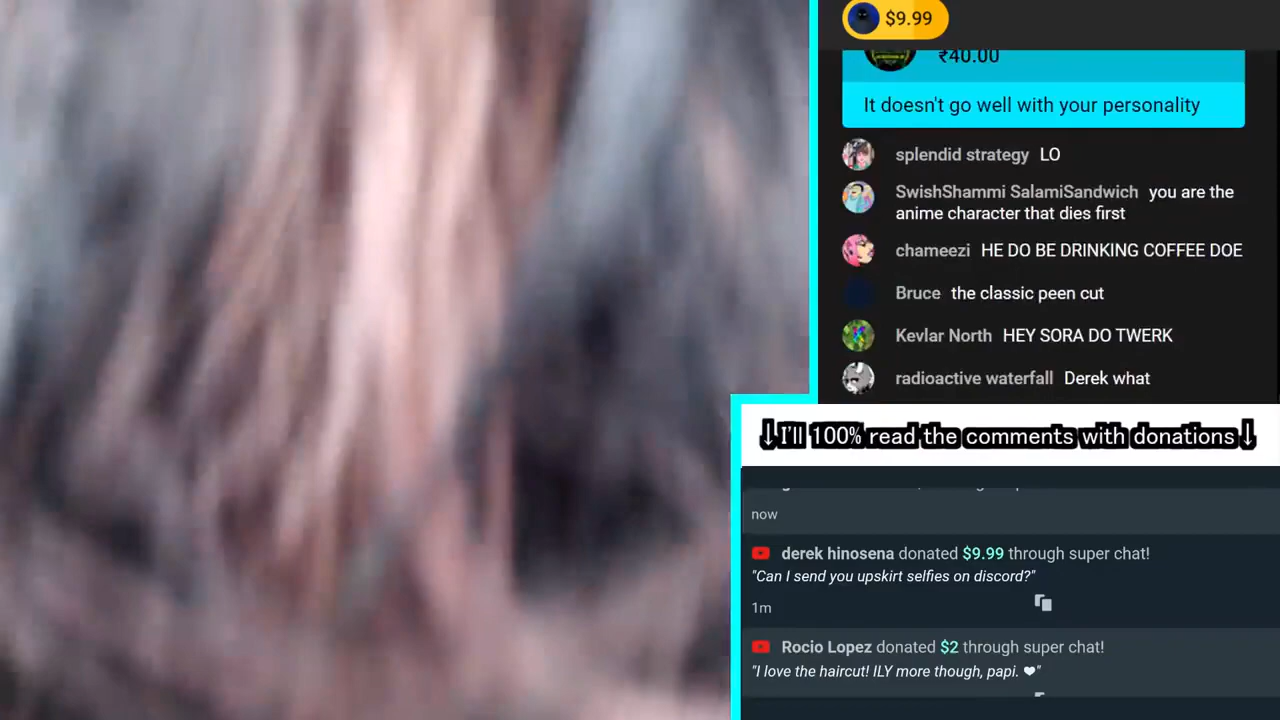 $9.99
₹40.00
It doesn't go well with your personality
splendid strategy LO
SwishShammi SalamiSandwich you are the
anime character that dies first
chameezi HE DO BE DRINKING COFFEE DOE
Bruce the classic peen cut
Kevlar North HEY SORA DO TWERK
radioactive waterfall Derek what
↓I'll 100% read the comments with donations↓
now
derek hinosena donated $9.99 through super chat!
"Can I send you upskirt selfies on discord?"
1m
Rocio Lopez donated $2 through super chat!
"I love the haircut! ILY more though, papi. ❤"